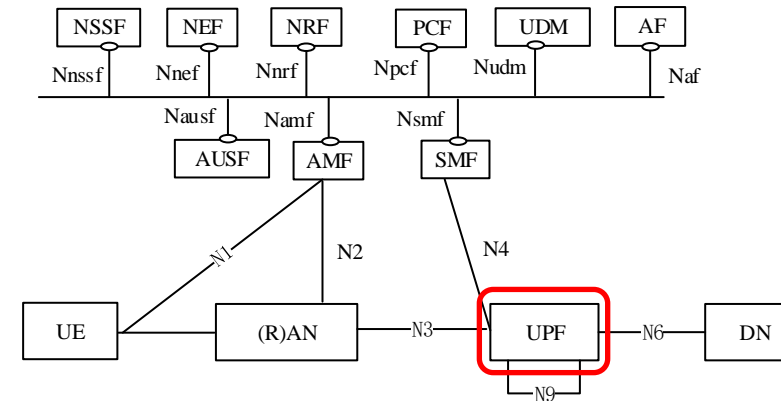 NSSF NEF NRF PCF UDM AF
Nnssf Nnef Nnrf Npcf Nudm Naf
Nausf Namf Nsmf
AUSF AMF SMF
N1 N2 N4
UE (R)AN N3 UPF N6 DN
N9